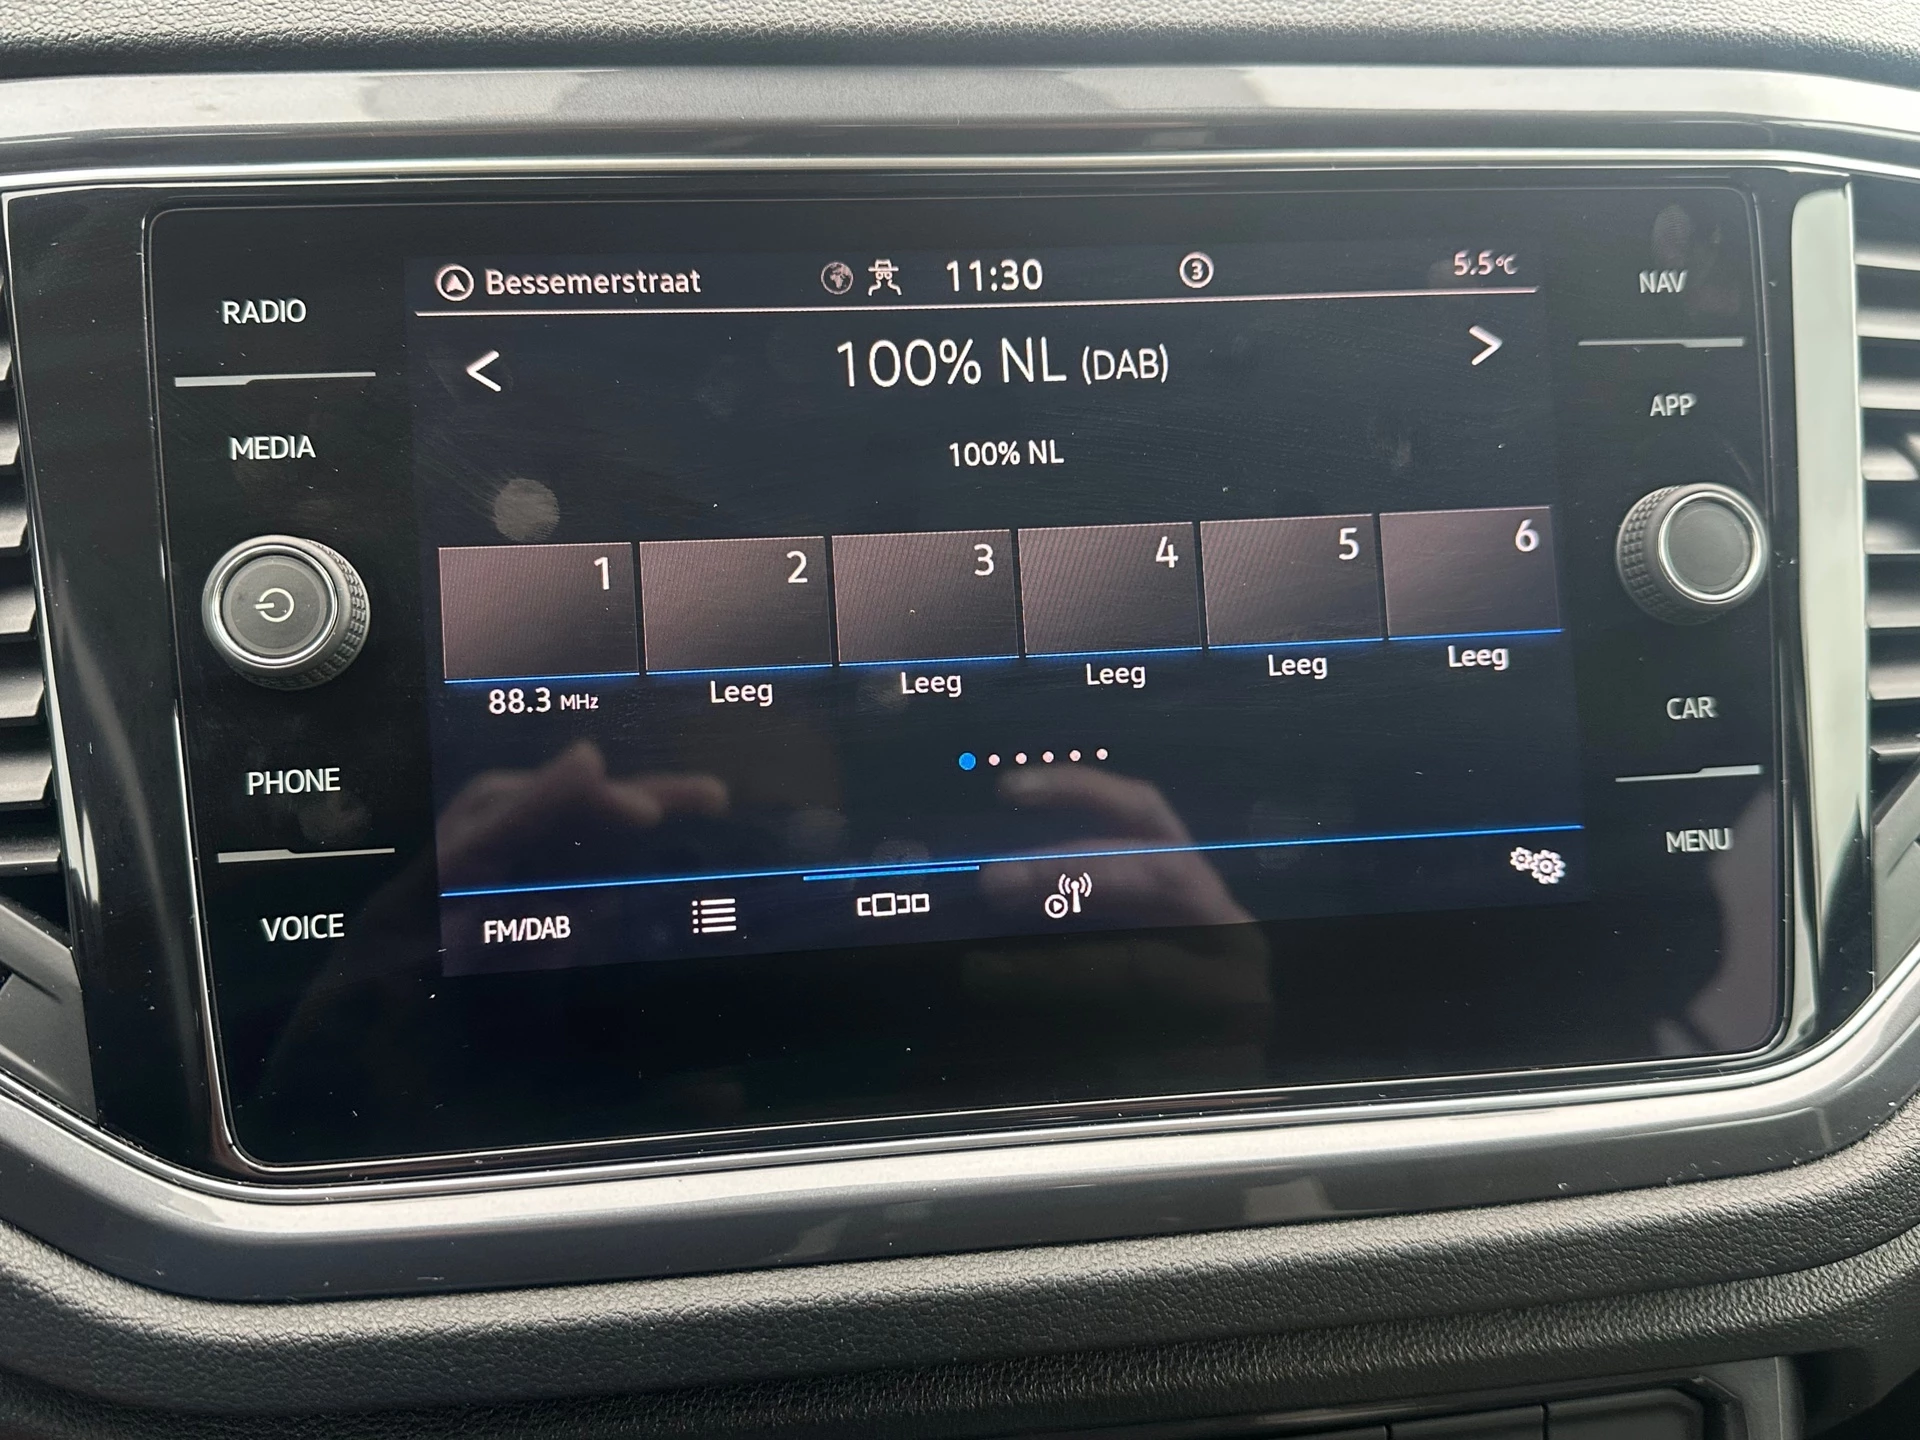 Bessemerstraat 11:30 3 5.5°C
RADIO
NAV
< 100% NL (DAB) >
MEDIA
APP
100% NL
1 2 3 4 5 6
88.3 MHz Leeg Leeg Leeg Leeg Leeg
PHONE
CAR
VOICE
MENU
FM/DAB